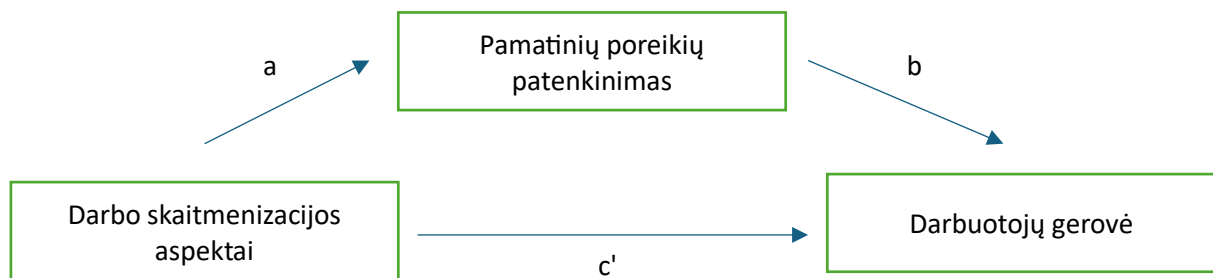 Pamatinių poreikių
patenkinimas
a
b
Darbo skaitmenizacijos
aspektai
Darbuotojų gerovė
c'